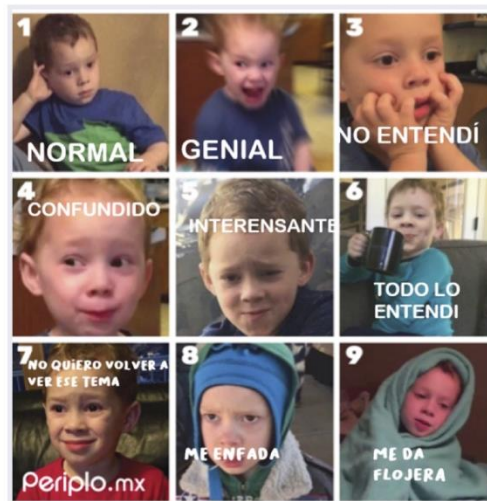 1
NORMAL
2
GENIAL
3
NO ENTENDÍ
4
CONFUNDIDO
5
INTERENSANTE
6
TODO LO
ENTENDI
7
NO QUIERO VOLVER A
VER ESE TEMA
Periplo.mx
8
ME ENFADA
9
ME DA
FLOJERA